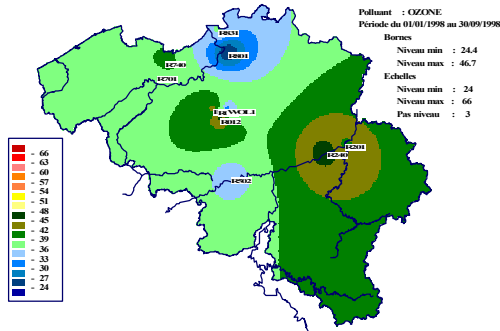 Polluant : OZONE
Période du 01/01/1998 au 30/09/1998
Bornes
Niveau min : 24.4
Niveau max : 46.7
Echelles
Niveau min : 24
Niveau max : 66
Pas niveau : 3
R831
R801
R740
R701
WOL1
R012
R201
R240
R502
- 66
- 63
- 60
- 57
- 54
- 51
- 48
- 45
- 42
- 39
- 36
- 33
- 30
- 27
- 24